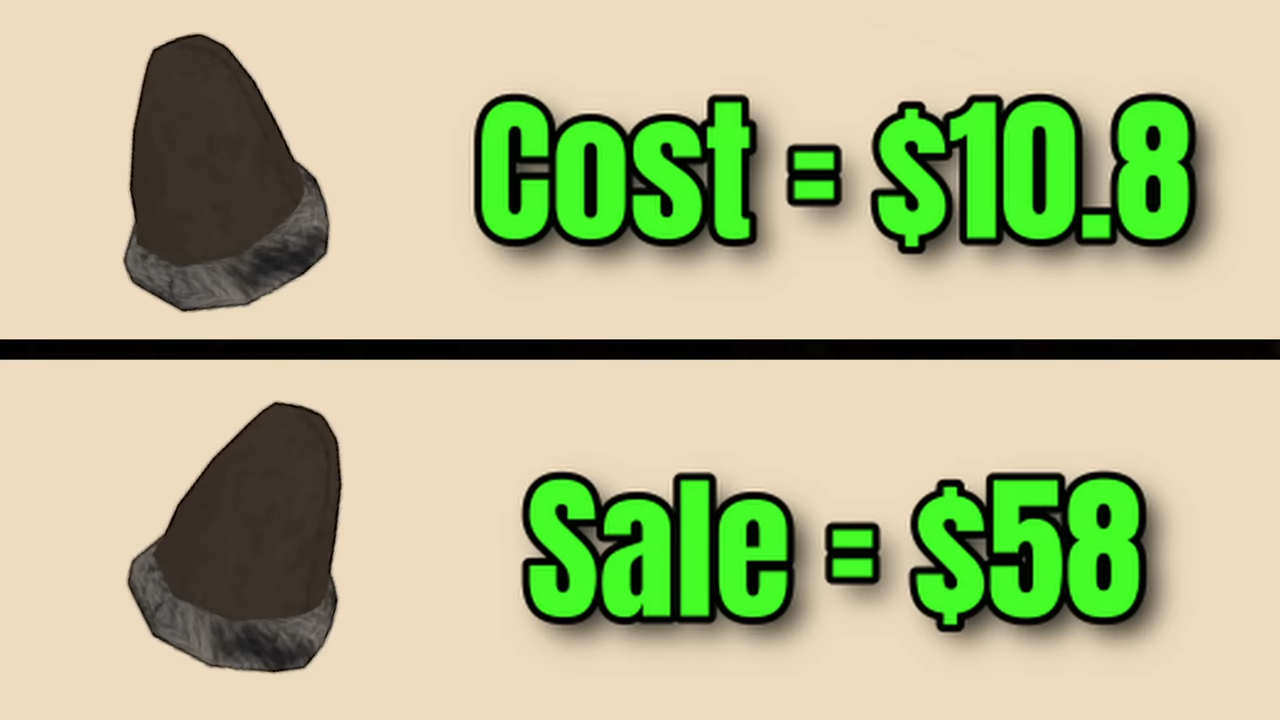 Cost = $10.8
Sale = $58